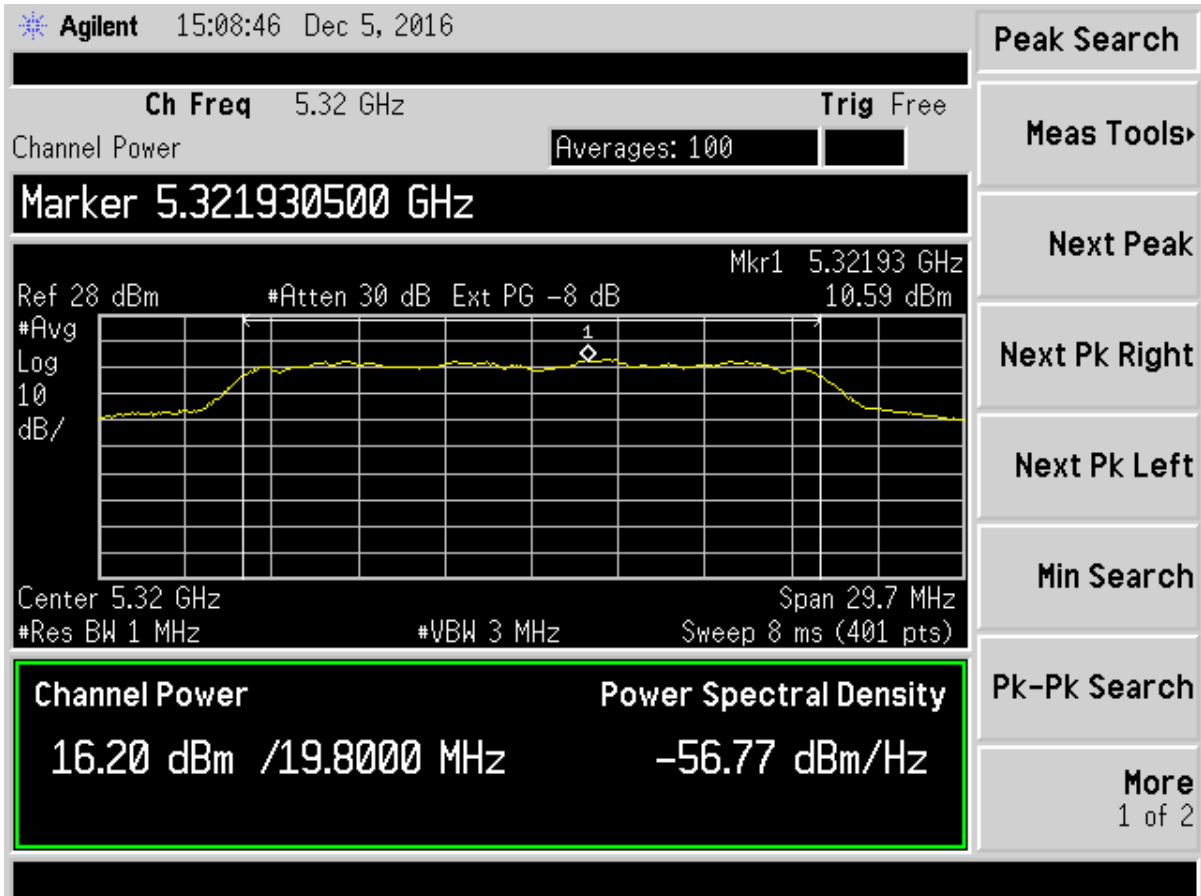 Agilent 15:08:46 Dec 5, 2016
Ch Freq 5.32 GHz Trig Free
Channel Power Averages: 100
Marker 5.321930500 GHz
Mkr1 5.32193 GHz
Ref 28 dBm #Atten 30 dB Ext PG −8 dB 10.59 dBm
#Avg
Log
10
dB/
1
Center 5.32 GHz Span 29.7 MHz
#Res BW 1 MHz #VBW 3 MHz Sweep 8 ms (401 pts)
Channel Power Power Spectral Density
16.20 dBm /19.8000 MHz −56.77 dBm/Hz
Peak Search
Meas Tools▸
Next Peak
Next Pk Right
Next Pk Left
Min Search
Pk-Pk Search
More
1 of 2